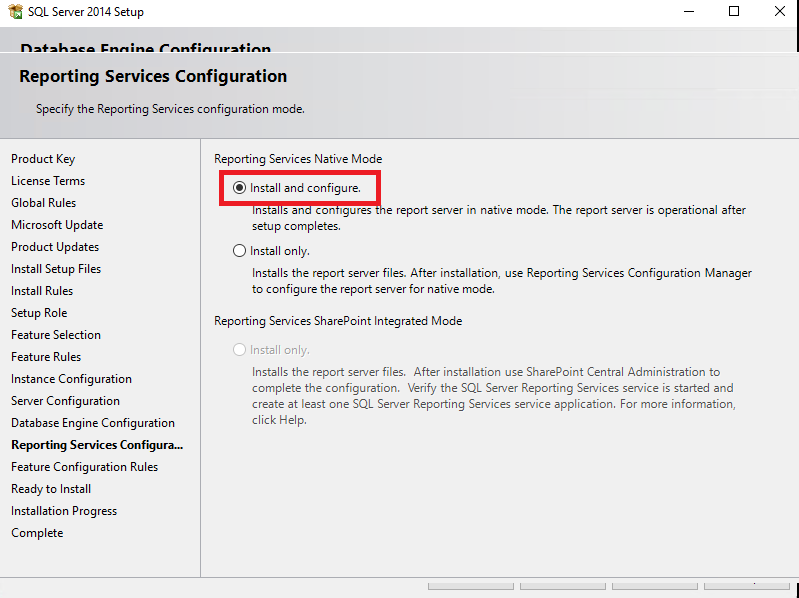 SQL Server 2014 Setup
Database Engine Configuration
Reporting Services Configuration
Specify the Reporting Services configuration mode.
Product Key
License Terms
Global Rules
Microsoft Update
Product Updates
Install Setup Files
Install Rules
Setup Role
Feature Selection
Feature Rules
Instance Configuration
Server Configuration
Database Engine Configuration
Reporting Services Configura...
Feature Configuration Rules
Ready to Install
Installation Progress
Complete
Reporting Services Native Mode
Install and configure.
Installs and configures the report server in native mode. The report server is operational after
setup completes.
Install only.
Installs the report server files. After installation, use Reporting Services Configuration Manager
to configure the report server for native mode.
Reporting Services SharePoint Integrated Mode
Install only.
Installs the report server files. After installation use SharePoint Central Administration to
complete the configuration. Verify the SQL Server Reporting Services service is started and
create at least one SQL Server Reporting Services service application. For more information,
click Help.